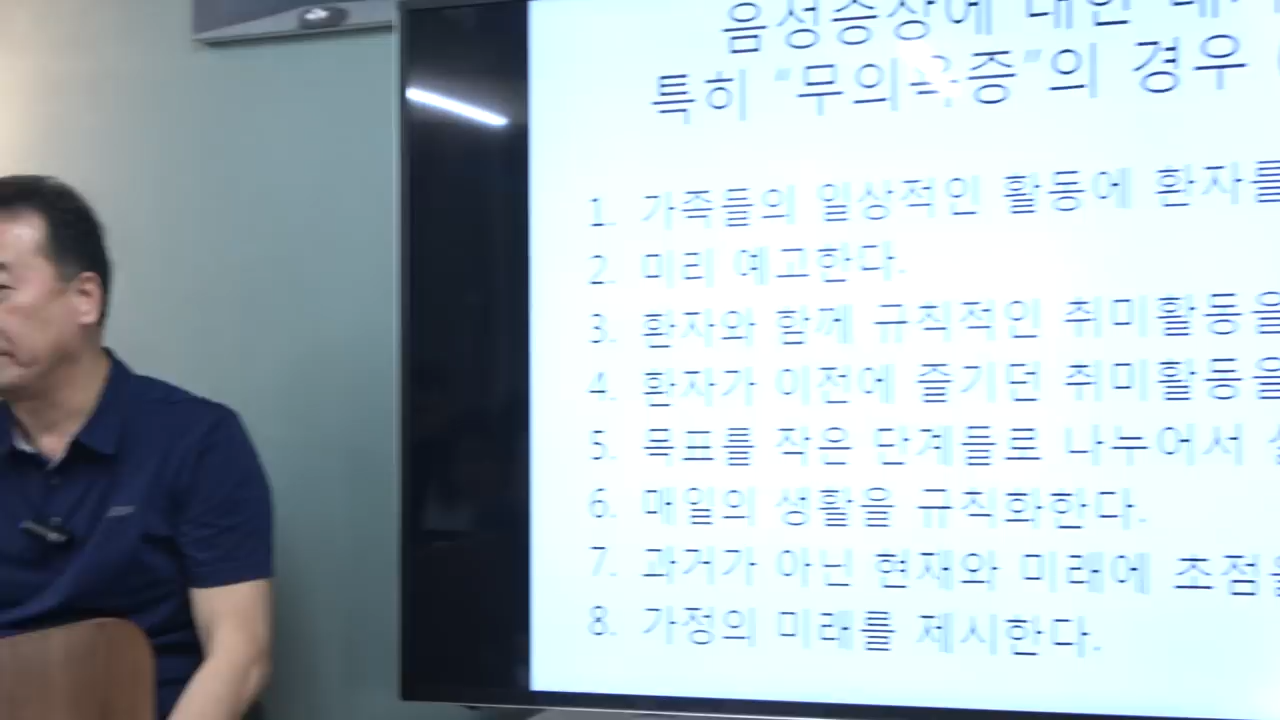 음성증상에 대한
특히 "무의욕증"의 경우
1. 가족들의 일상적인 활동에 환자를
2. 미리 예고한다.
3. 환자와 함께 규칙적인 취미활동을
4. 환자가 이전에 즐기던 취미활동을
5. 목표를 작은 단계들로 나누어서
6. 매일의 생활을 규칙화한다.
7. 과거가 아닌 현재와 미래에 초점을
8. 가정의 미래를 제시한다.